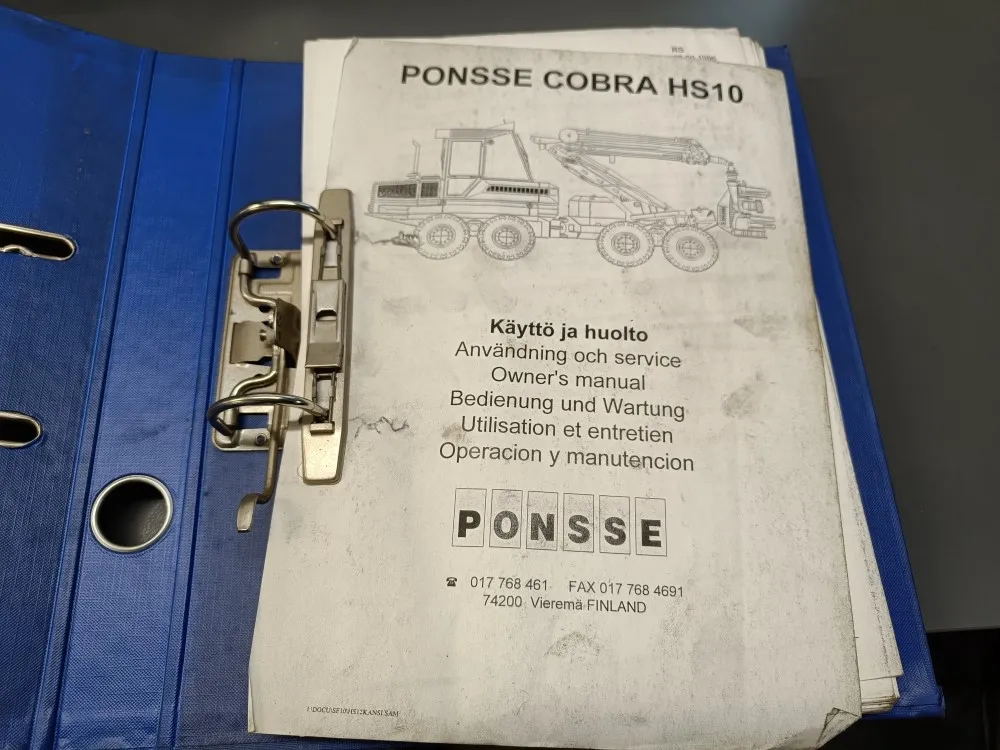 RS
PONSSE COBRA HS10
Käyttö ja huolto
Användning och service
Owner's manual
Bedienung und Wartung
Utilisation et entretien
Operacion y manutencion
PONSSE
☎ 017 768 461 FAX 017 768 4691
74200 Vieremä FINLAND